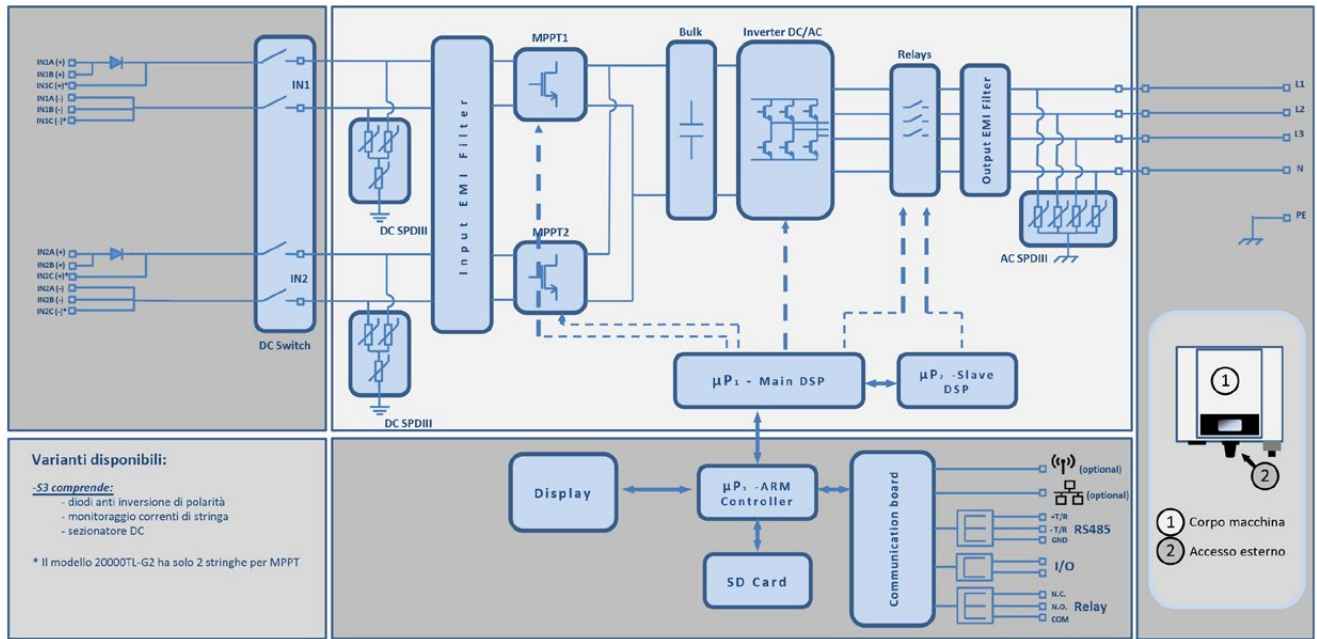 IN1A (+)
IN1B (+)
IN1C (+)*
IN1A (-)
IN1B (-)
IN1C (-)*
IN1
IN2A (+)
IN2B (+)
IN2C (+)*
IN2A (-)
IN2B (-)
IN2C (-)*
IN2
DC Switch
DC SPDIII
DC SPDIII
Input EMI Filter
MPPT1
MPPT2
Bulk
Inverter DC/AC
Relays
Output EMI Filter
AC SPDIII
L1
L2
L3
N
PE
µP₁ - Main DSP
µP₂ -Slave
DSP
Varianti disponibili:
-S3 comprende:
- diodi anti inversione di polarità
- monitoraggio correnti di stringa
- sezionatore DC
* Il modello 20000TL-G2 ha solo 2 stringhe per MPPT
Display
µP₃ -ARM
Controller
SD Card
Communication board
(optional)
(optional)
+T/R
-T/R
GND
RS485
I/O
N.C.
N.O.
COM
Relay
1
2
1 Corpo macchina
2 Accesso esterno